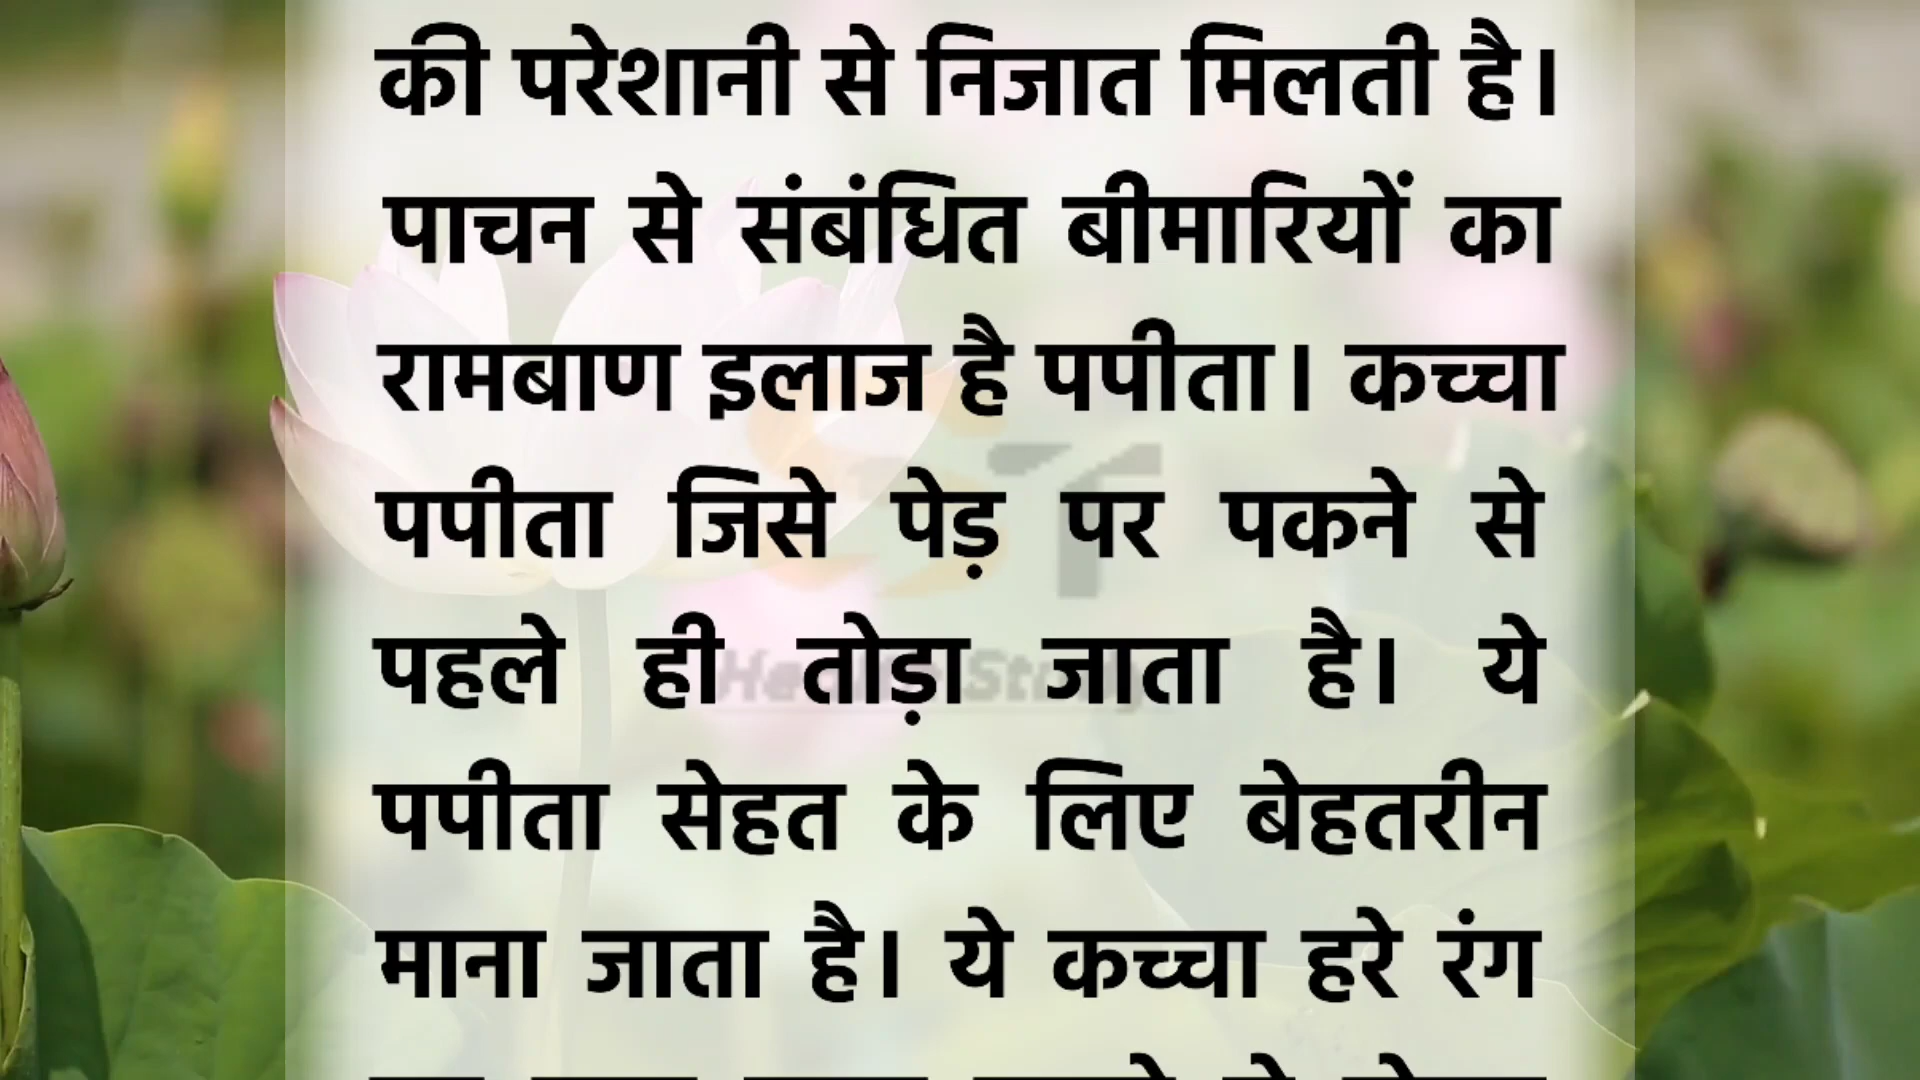 की परेशानी से निजात मिलती है।
पाचन से संबंधित बीमारियों का
रामबाण इलाज है पपीता। कच्चा
पपीता जिसे पेड़ पर पकने से
पहले ही तोड़ा जाता है। ये
पपीता सेहत के लिए बेहतरीन
माना जाता है। ये कच्चा हरे रंग